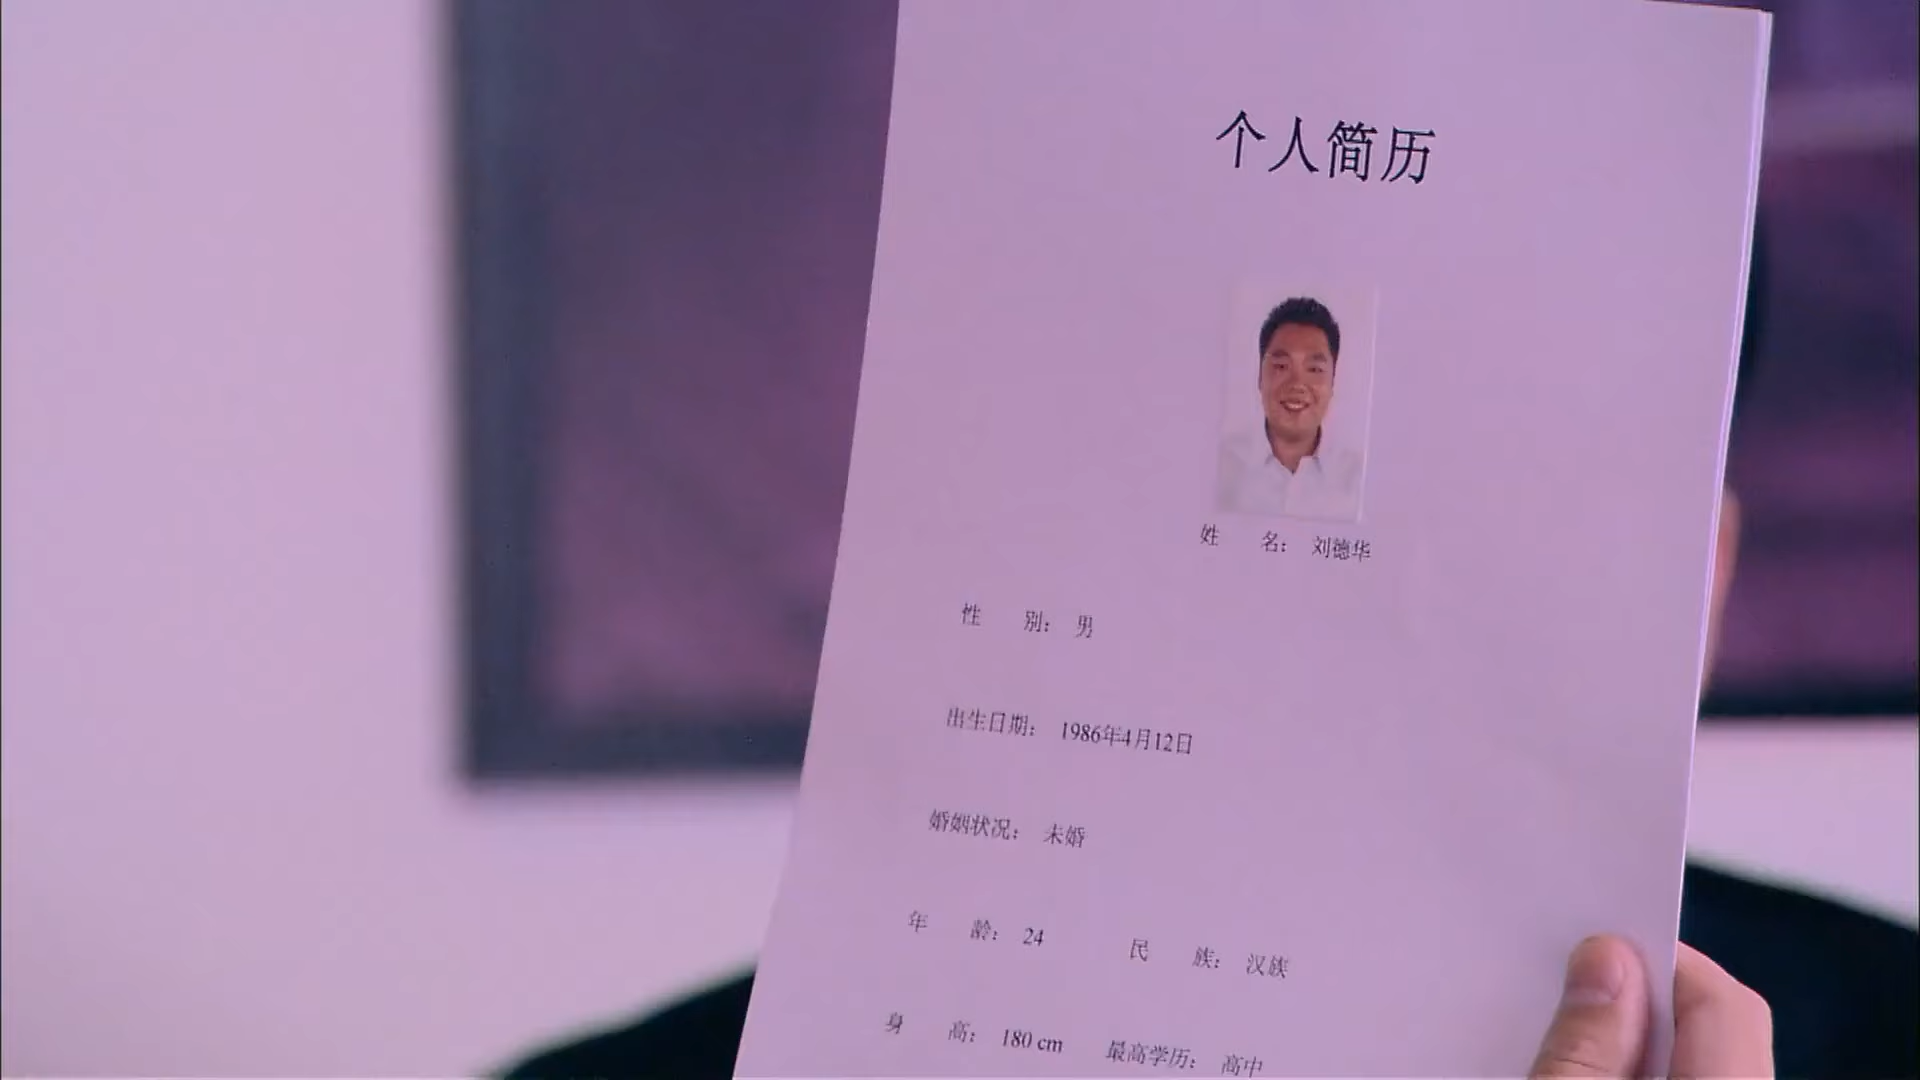 个人简历
姓 名： 刘德华
性 别： 男
出生日期： 1986年4月12日
婚姻状况： 未婚
年 龄： 24 民 族： 汉族
身 高： 180 cm 最高学历： 高中